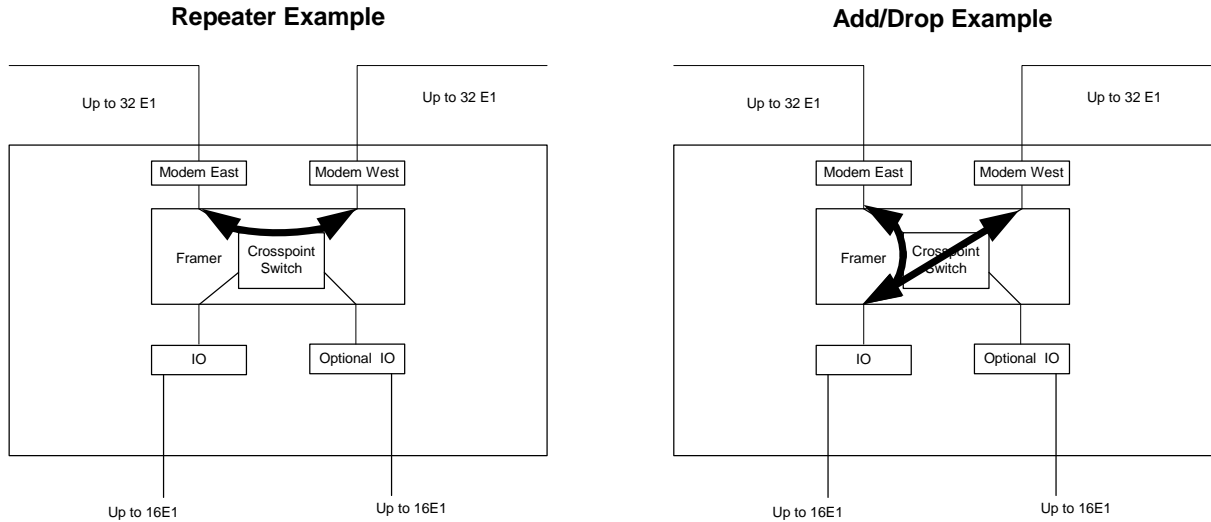 Repeater Example
Up to 32 E1
Up to 32 E1
Modem East
Modem West
Framer
Crosspoint
Switch
IO
Optional IO
Up to 16E1
Up to 16E1
Add/Drop Example
Up to 32 E1
Up to 32 E1
Modem East
Modem West
Framer
Crosspoint
Switch
IO
Optional IO
Up to 16E1
Up to 16E1